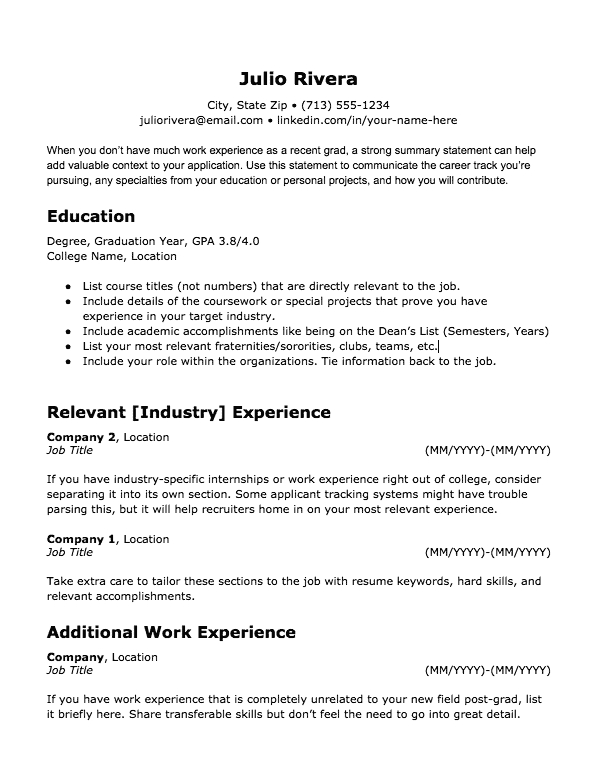 Julio Rivera
City, State Zip • (713) 555-1234
juliorivera@email.com • linkedin.com/in/your-name-here
When you don’t have much work experience as a recent grad, a strong summary statement can help
add valuable context to your application. Use this statement to communicate the career track you’re
pursuing, any specialties from your education or personal projects, and how you will contribute.
Education
Degree, Graduation Year, GPA 3.8/4.0
College Name, Location
● List course titles (not numbers) that are directly relevant to the job.
● Include details of the coursework or special projects that prove you have
experience in your target industry.
● Include academic accomplishments like being on the Dean’s List (Semesters, Years)
● List your most relevant fraternities/sororities, clubs, teams, etc.
● Include your role within the organizations. Tie information back to the job.
Relevant [Industry] Experience
Company 2, Location
Job Title (MM/YYYY)-(MM/YYYY)
If you have industry-specific internships or work experience right out of college, consider
separating it into its own section. Some applicant tracking systems might have trouble
parsing this, but it will help recruiters home in on your most relevant experience.
Company 1, Location
Job Title (MM/YYYY)-(MM/YYYY)
Take extra care to tailor these sections to the job with resume keywords, hard skills, and
relevant accomplishments.
Additional Work Experience
Company, Location
Job Title (MM/YYYY)-(MM/YYYY)
If you have work experience that is completely unrelated to your new field post-grad, list
it briefly here. Share transferable skills but don’t feel the need to go into great detail.